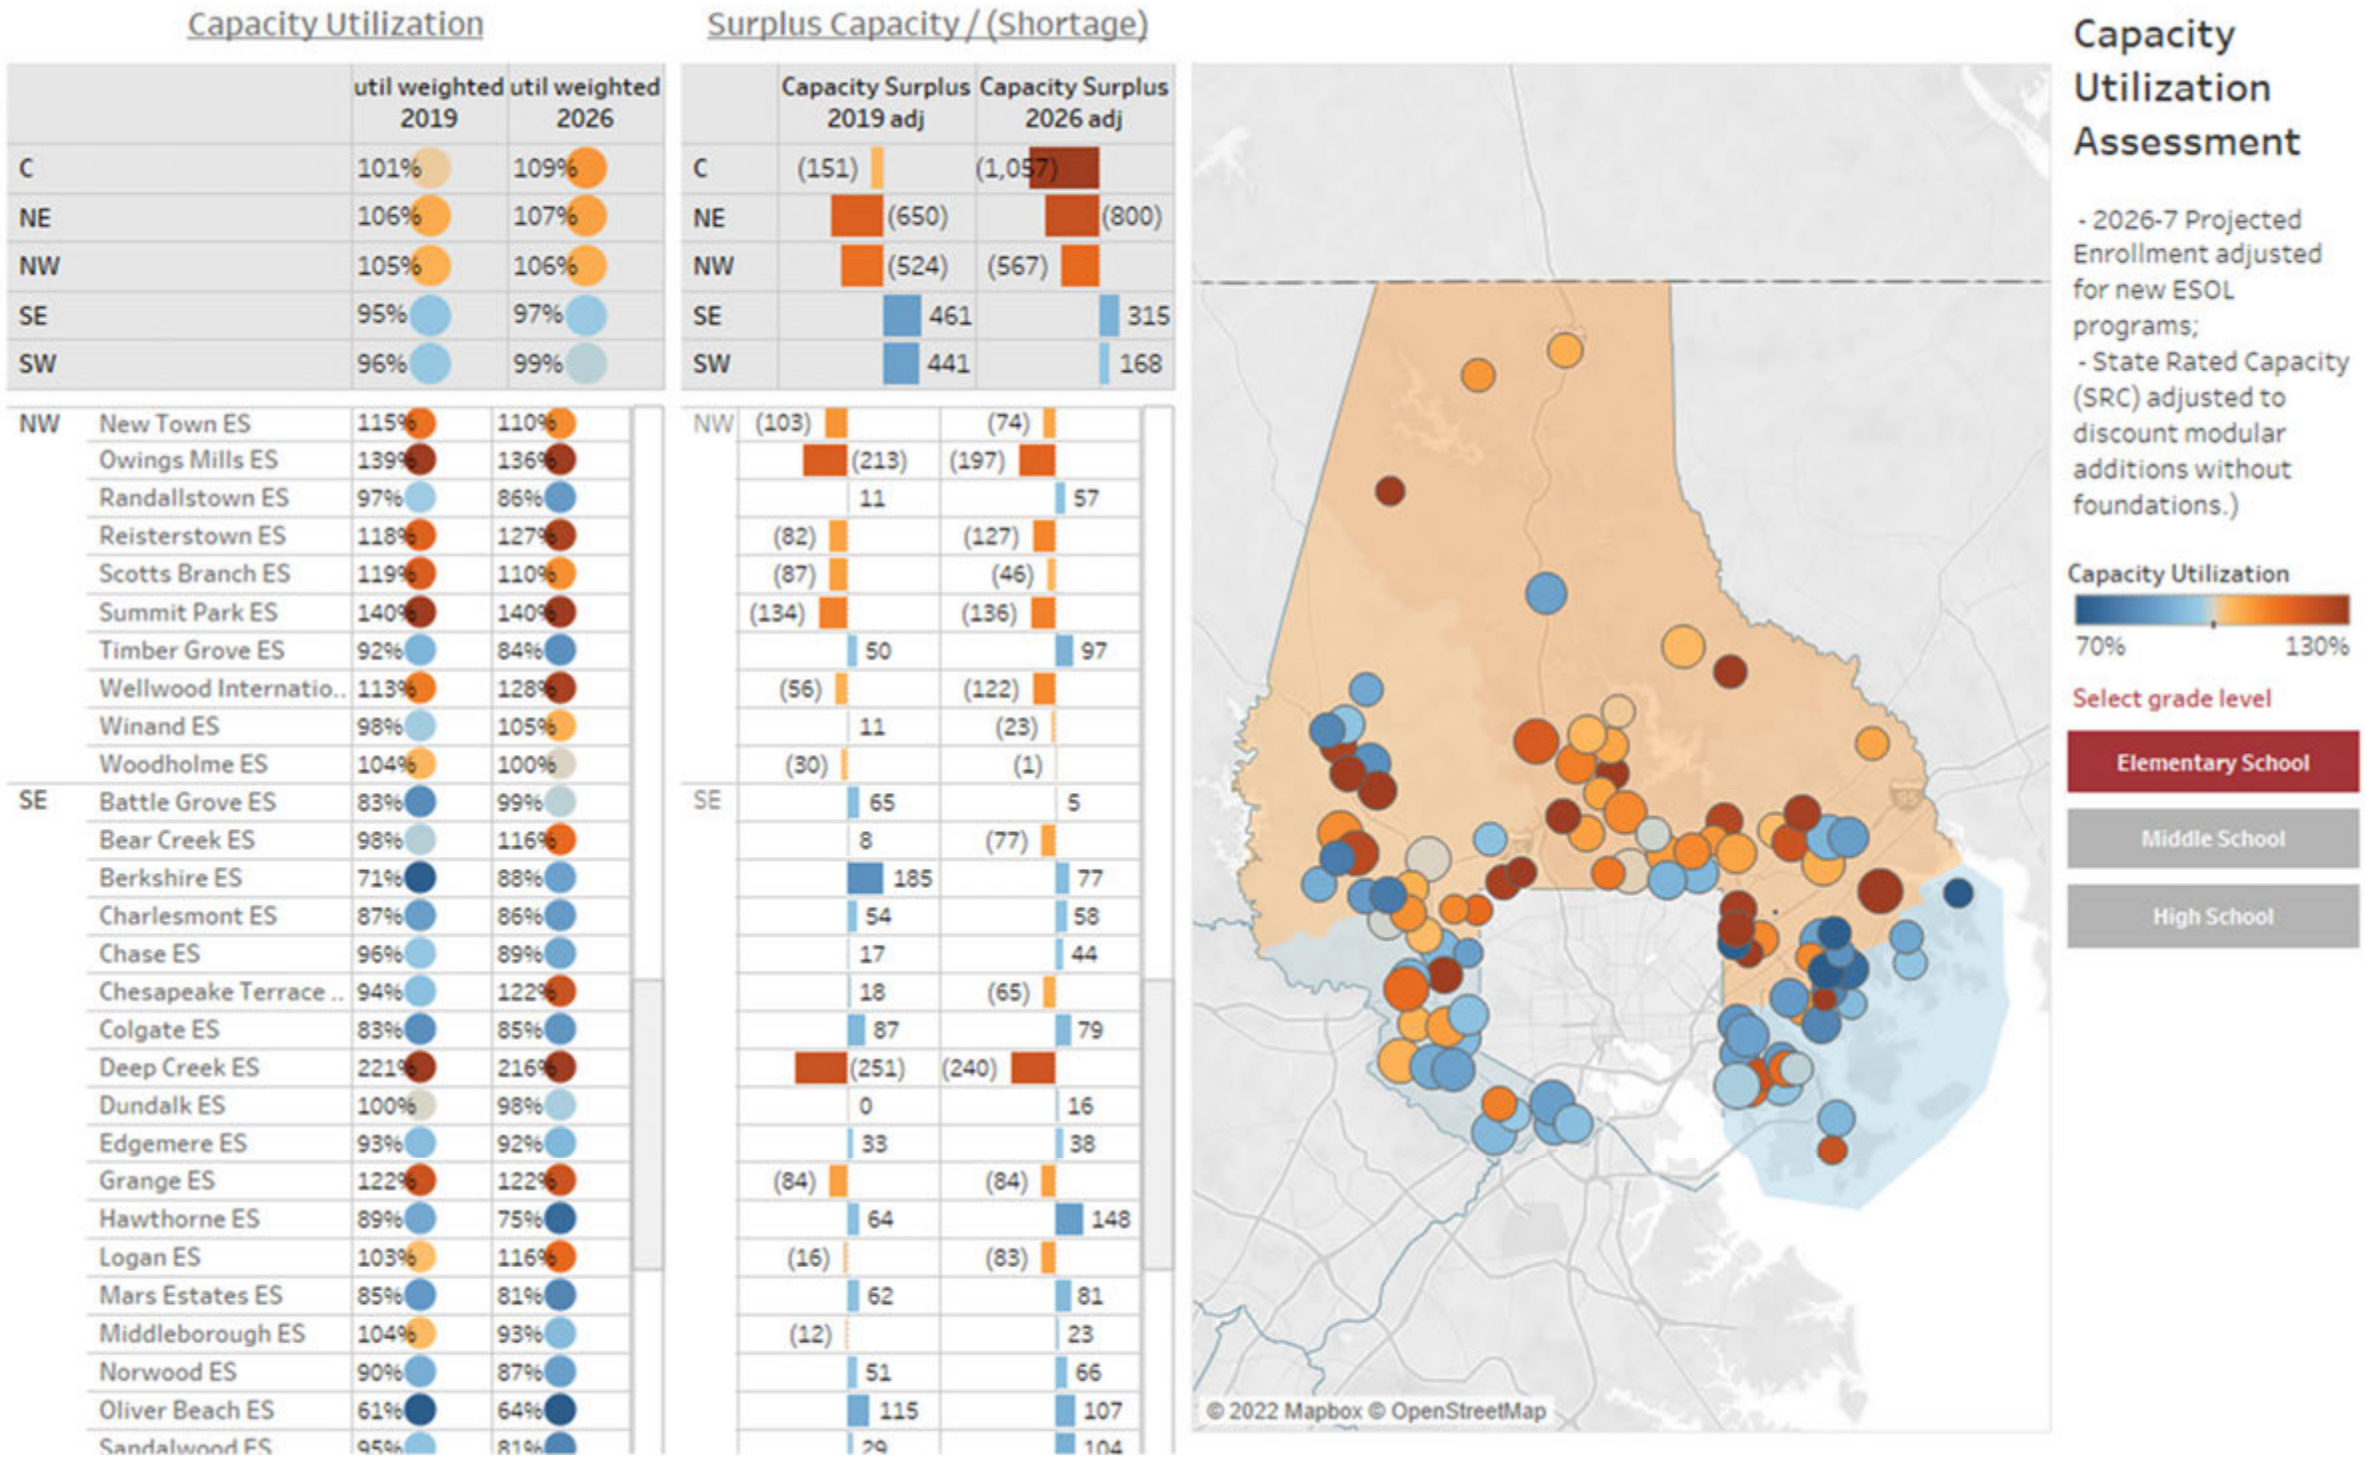 Capacity Utilization
util weighted 2019 util weighted 2026
C 101% 109%
NE 106% 107%
NW 105% 106%
SE 95% 97%
SW 96% 99%
NW New Town ES 115% 110%
Owings Mills ES 139% 136%
Randallstown ES 97% 86%
Reisterstown ES 118% 127%
Scotts Branch ES 119% 110%
Summit Park ES 140% 140%
Timber Grove ES 92% 84%
Wellwood Internatio.. 113% 128%
Winand ES 98% 105%
Woodholme ES 104% 100%
SE Battle Grove ES 83% 99%
Bear Creek ES 98% 116%
Berkshire ES 71% 88%
Charlesmont ES 87% 86%
Chase ES 96% 89%
Chesapeake Terrace .. 94% 122%
Colgate ES 83% 85%
Deep Creek ES 221% 216%
Dundalk ES 100% 98%
Edgemere ES 93% 92%
Grange ES 122% 122%
Hawthorne ES 89% 75%
Logan ES 103% 116%
Mars Estates ES 85% 81%
Middleborough ES 104% 93%
Norwood ES 90% 87%
Oliver Beach ES 61% 64%
Sandalwood ES 95% 81%
Surplus Capacity / (Shortage)
Capacity Surplus 2019 adj Capacity Surplus 2026 adj
C (151) (1,057)
NE (650) (800)
NW (524) (567)
SE 461 315
SW 441 168
NW (103) (74)
(213) (197)
11 57
(82) (127)
(87) (46)
(134) (136)
50 97
(56) (122)
11 (23)
(30) (1)
SE 65 5
8 (77)
185 77
54 58
17 44
18 (65)
87 79
(251) (240)
0 16
33 38
(84) (84)
64 148
(16) (83)
62 81
(12) 23
51 66
115 107
29 104
© 2022 Mapbox © OpenStreetMap
Capacity
Utilization
Assessment
- 2026-7 Projected
Enrollment adjusted
for new ESOL
programs;
- State Rated Capacity
(SRC) adjusted to
discount modular
additions without
foundations.)
Capacity Utilization
70% 130%
Select grade level
Elementary School
Middle School
High School